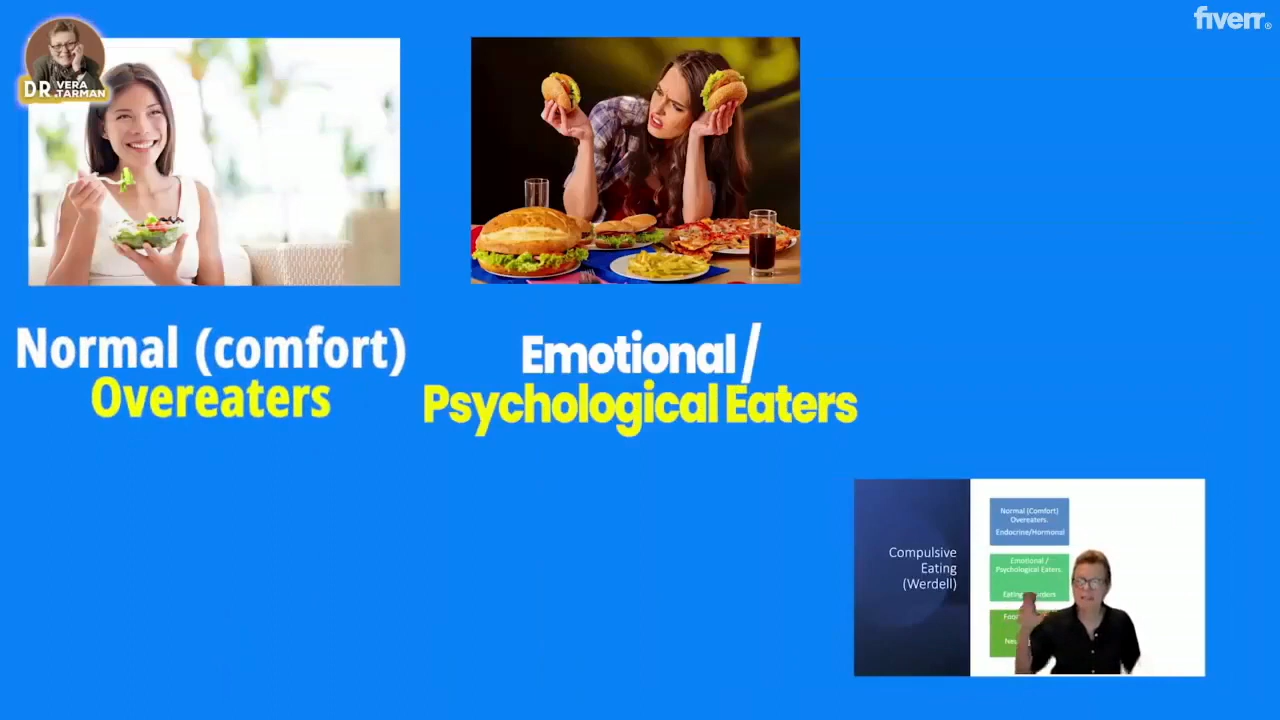 DR. VERA TARMAN
fiverr.
Normal (comfort)
Overeaters
Emotional /
Psychological Eaters
Compulsive
Eating
(Werdell)
Normal (Comfort)
Overeaters.
Endocrine/Hormonal
Emotional /
Psychological Eaters.
Eating